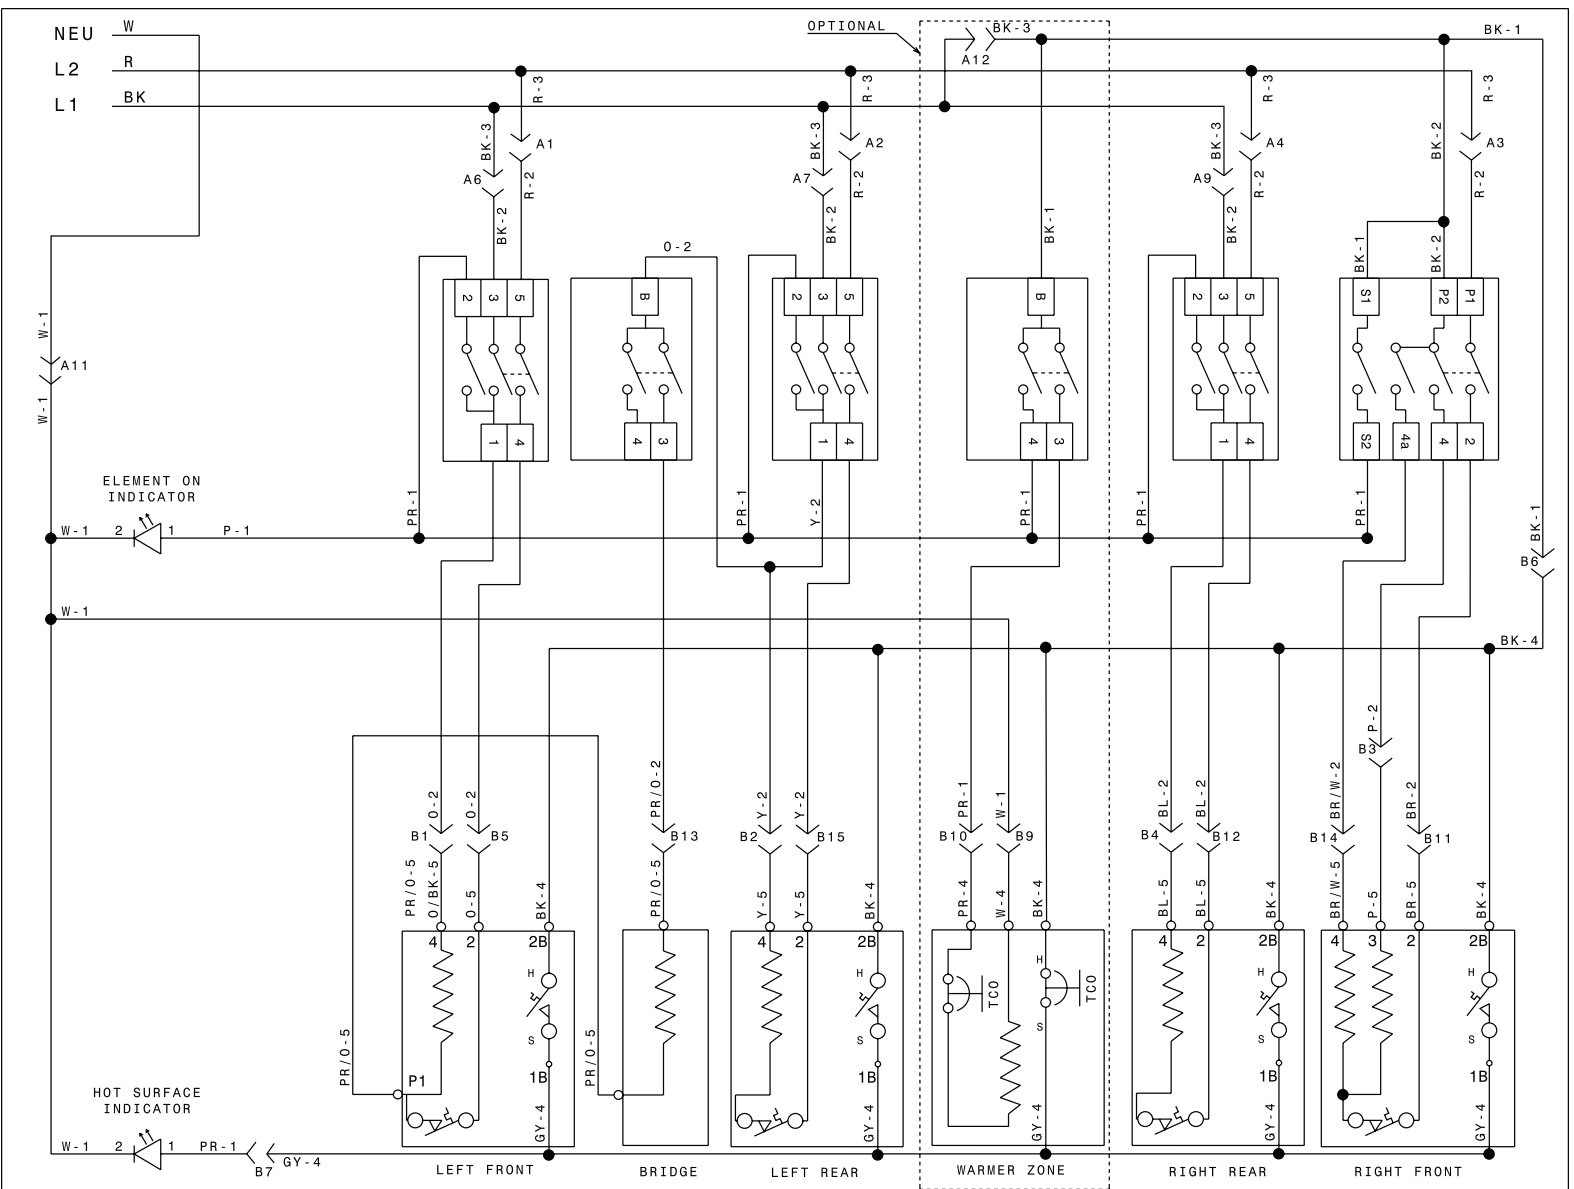 NEU W
L2 R
L1 BK
OPTIONAL
BK-3
A12
BK-1
R-3
R-3
R-3
R-3
BK-3
A1
BK-3
A2
BK-3
A4
BK-2
A3
A6
R-2
A7
R-2
A9
R-2
R-2
BK-2
BK-2
BK-1
BK-2
BK-1
BK-2
O-2
2 3 5
B
2 3 5
B
2 3 5
S1 P2 P1
W-1
A11
W-1
1 4
4 3
1 4
4 3
1 4
S2 4a 4 2
ELEMENT ON
INDICATOR
PR-1
PR-1
Y-2
PR-1
PR-1
PR-1
BK-1
W-1 2 1 P-1
B6
W-1
BK-4
P-2
B3
O-2
O-2
PR/O-2
Y-2
Y-2
PR-1
W-1
BL-2
BL-2
BR/W-2
BR-2
B1 B5 B13 B2 B15 B10 B9 B4 B12 B14 B11
PR/O-5
O/BK-5
O-5
BK-4
PR/O-5
Y-5
Y-5
BK-4
PR-4
W-4
BK-4
BL-5
BL-5
BK-4
BR/W-5
P-5
BR-5
BK-4
4 2 2B
4 2 2B
4 2 2B
4 3 2 2B
H
H
H
H
H
TCO
TCO
S
S
S
S
S
PR/O-5
PR/O-5
P1
1B
1B
1B
1B
GY-4
GY-4
GY-4
GY-4
GY-4
HOT SURFACE
INDICATOR
W-1 2 1 PR-1
B7
GY-4
LEFT FRONT
BRIDGE
LEFT REAR
WARMER ZONE
RIGHT REAR
RIGHT FRONT